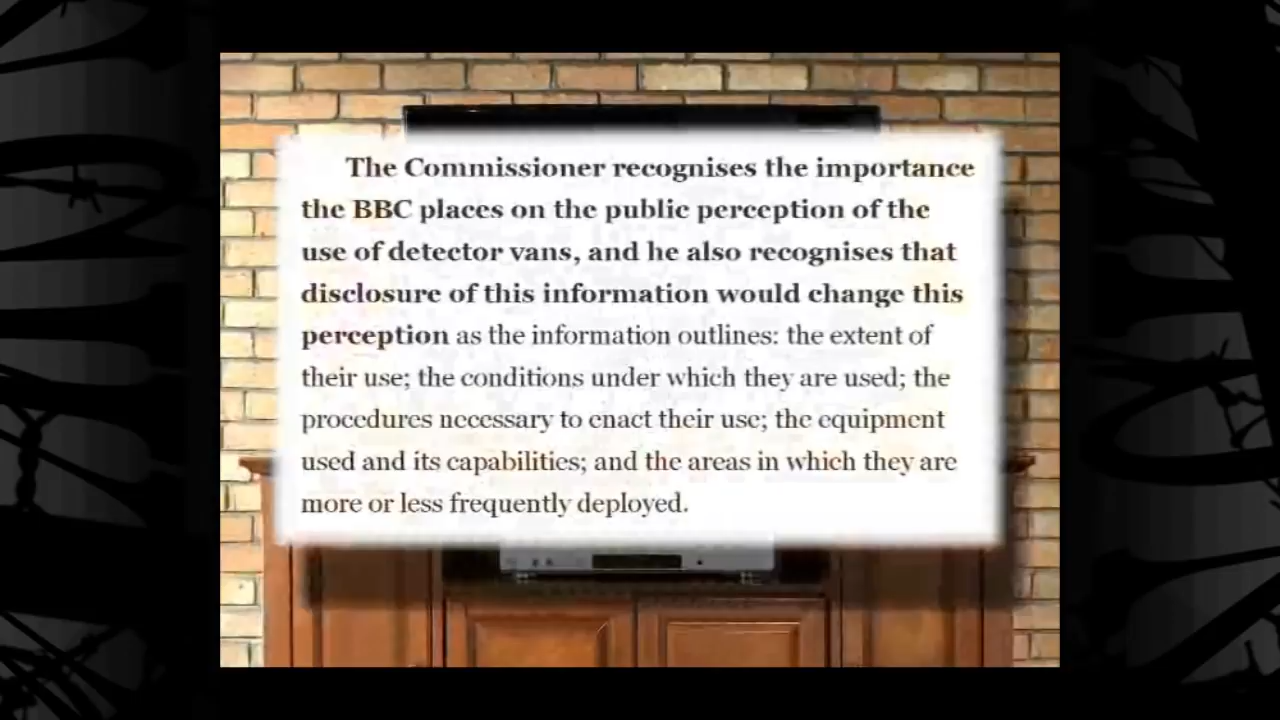 The Commissioner recognises the importance
the BBC places on the public perception of the
use of detector vans, and he also recognises that
disclosure of this information would change this
perception as the information outlines: the extent of
their use; the conditions under which they are used; the
procedures necessary to enact their use; the equipment
used and its capabilities; and the areas in which they are
more or less frequently deployed.